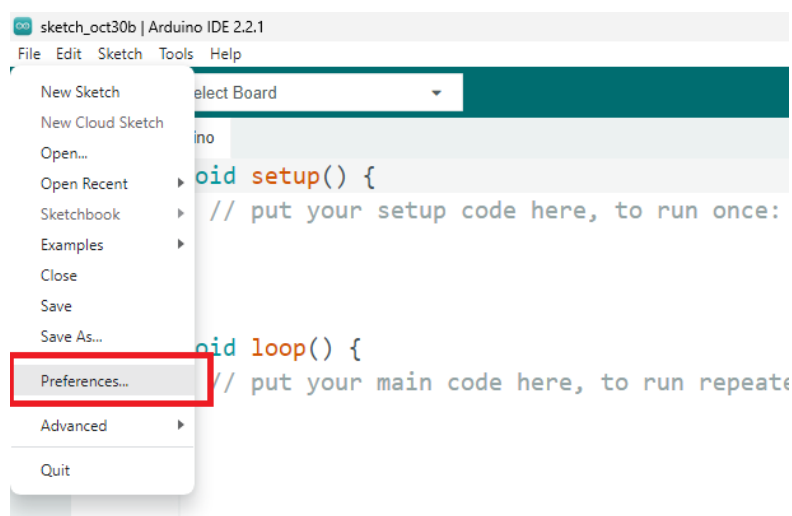 sketch_oct30b | Arduino IDE 2.2.1
File Edit Sketch Tools Help
New Sketch
elect Board
New Cloud Sketch
ino
Open...
Open Recent
oid setup() {
Sketchbook
// put your setup code here, to run once:
Examples
Close
Save
Save As...
oid loop() {
Preferences...
// put your main code here, to run repeate
Advanced
Quit